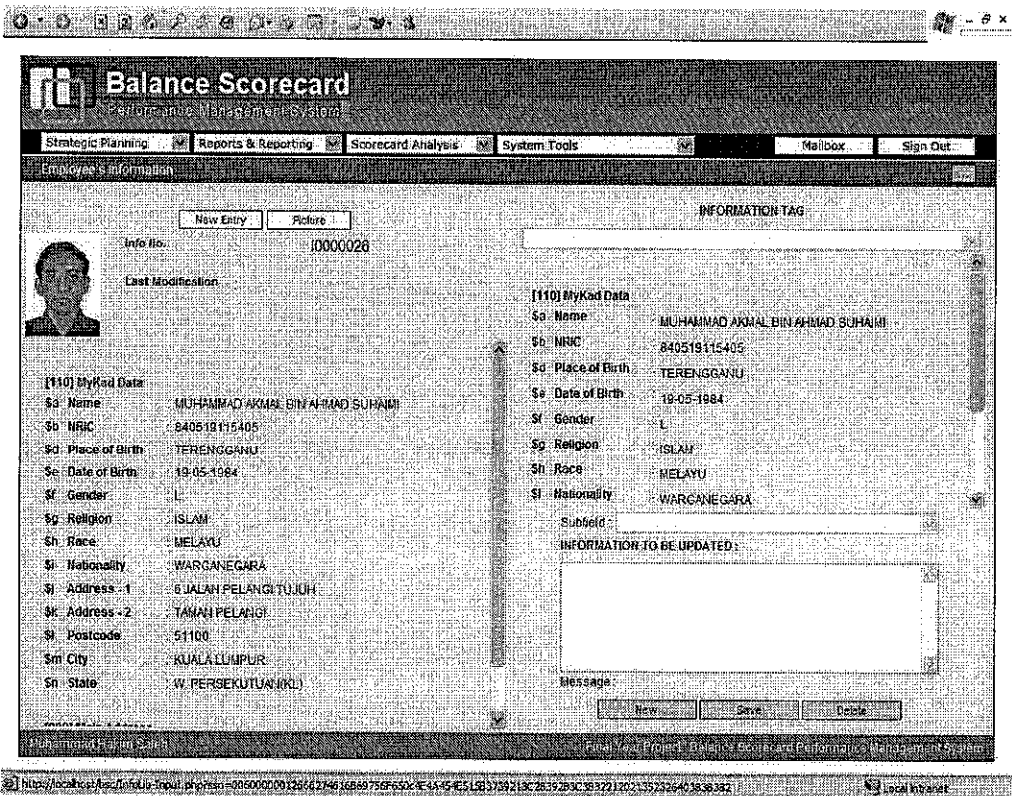 Balance Scorecard
Performance Management System
Strategic Planning
Reports & Reporting
Scorecard Analysis
System Tools
Mailbox
Sign Out
Employee's Information
New Entry
Picture
Info No.
I0000026
Last Modification
[110] MyKad Data
$a Name : MUHAMMAD AKMAL BIN AHMAD SUHAIMI
$b NRIC : 840519115405
$d Place of Birth : TERENGGANU
$e Date of Birth : 19-05-1984
$f Gender : L
$g Religion : ISLAM
$h Race : MELAYU
$i Nationality : WARGANEGARA
$j Address - 1 : 6 JALAN PELANGI TUJUH
$k Address - 2 : TAMAN PELANGI
$l Postcode : 51100
$m City : KUALA LUMPUR
$n State : W. PERSEKUTUAN(KL)
INFORMATION TAG
[110] MyKad Data
$a Name : MUHAMMAD AKMAL BIN AHMAD SUHAIMI
$b NRIC : 840519115405
$d Place of Birth : TERENGGANU
$e Date of Birth : 19-05-1984
$f Gender : L
$g Religion : ISLAM
$h Race : MELAYU
$i Nationality : WARGANEGARA
Subfield :
INFORMATION TO BE UPDATED :
Message :
New
Save
Delete
Muhammad Salleh
Final Year Project: Balance Scorecard Performance Management System
Local intranet